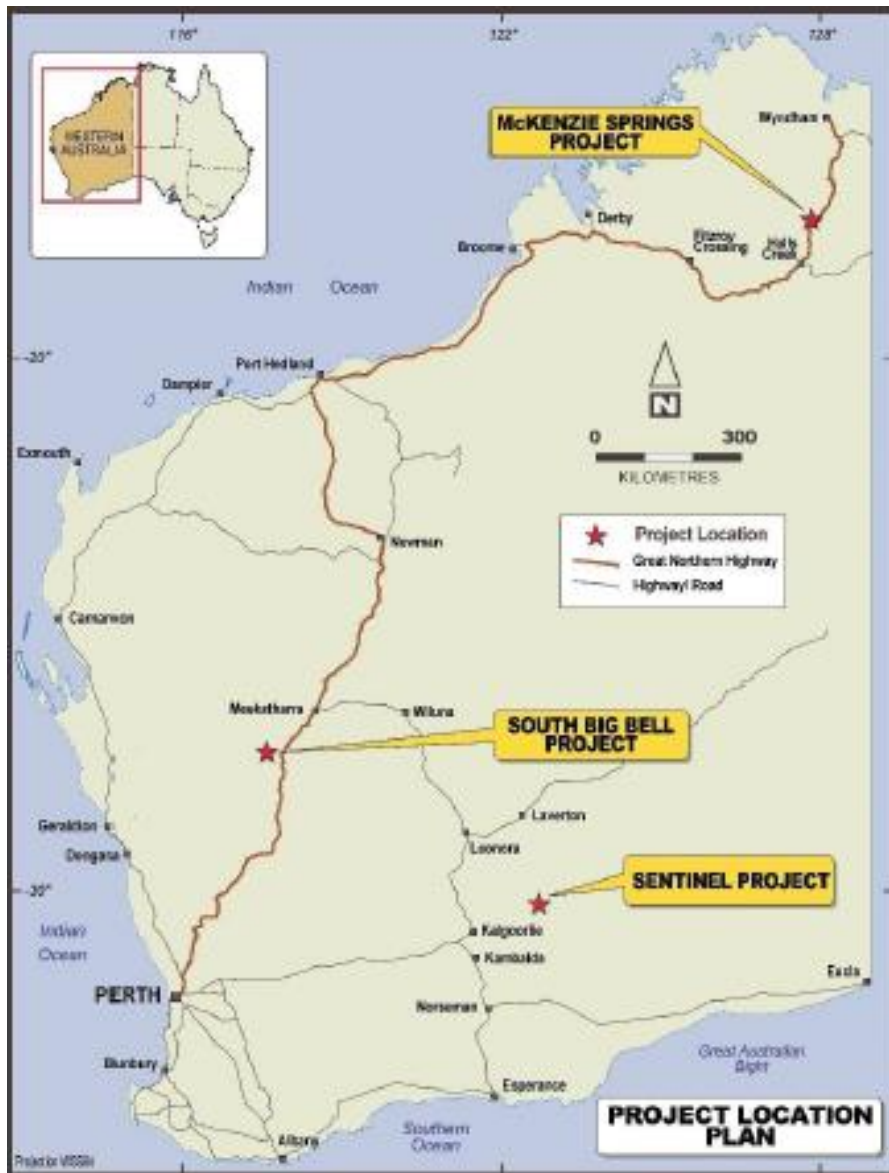 116°
122°
128°
WESTERN
AUSTRALIA
McKENZIE SPRINGS
PROJECT
Wyndham
Derby
Broome
Fitzroy
Crossing
Halls
Creek
Indian Ocean
-20°
Port Hedland
Dampier
Exmouth
N
0 300
KILOMETRES
Project Location
Great Northern Highway
Highway/ Road
Newman
Carnarvon
Meekatharra
Wiluna
SOUTH BIG BELL
PROJECT
Laverton
Geraldton
Leonora
Dongara
-30°
SENTINEL PROJECT
Indian
Ocean
Kalgoorlie
Kambalda
Eucla
PERTH
Norseman
Bunbury
Great Australian
Bight
Esperance
Southern
Ocean
Albany
PROJECT LOCATION
PLAN